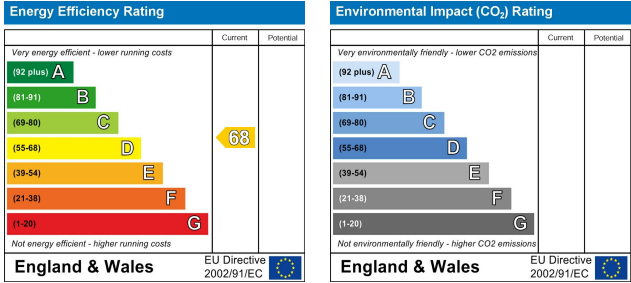 Energy Efficiency Rating
Current Potential
Very energy efficient - lower running costs
(92 plus) A
(81-91) B
(69-80) C
(55-68) D
68
(39-54) E
(21-38) F
(1-20) G
Not energy efficient - higher running costs
England & Wales
EU Directive
2002/91/EC
Environmental Impact (CO2) Rating
Current Potential
Very environmentally friendly - lower CO2 emissions
(92 plus) A
(81-91) B
(69-80) C
(55-68) D
(39-54) E
(21-38) F
(1-20) G
Not environmentally friendly - higher CO2 emissions
England & Wales
EU Directive
2002/91/EC